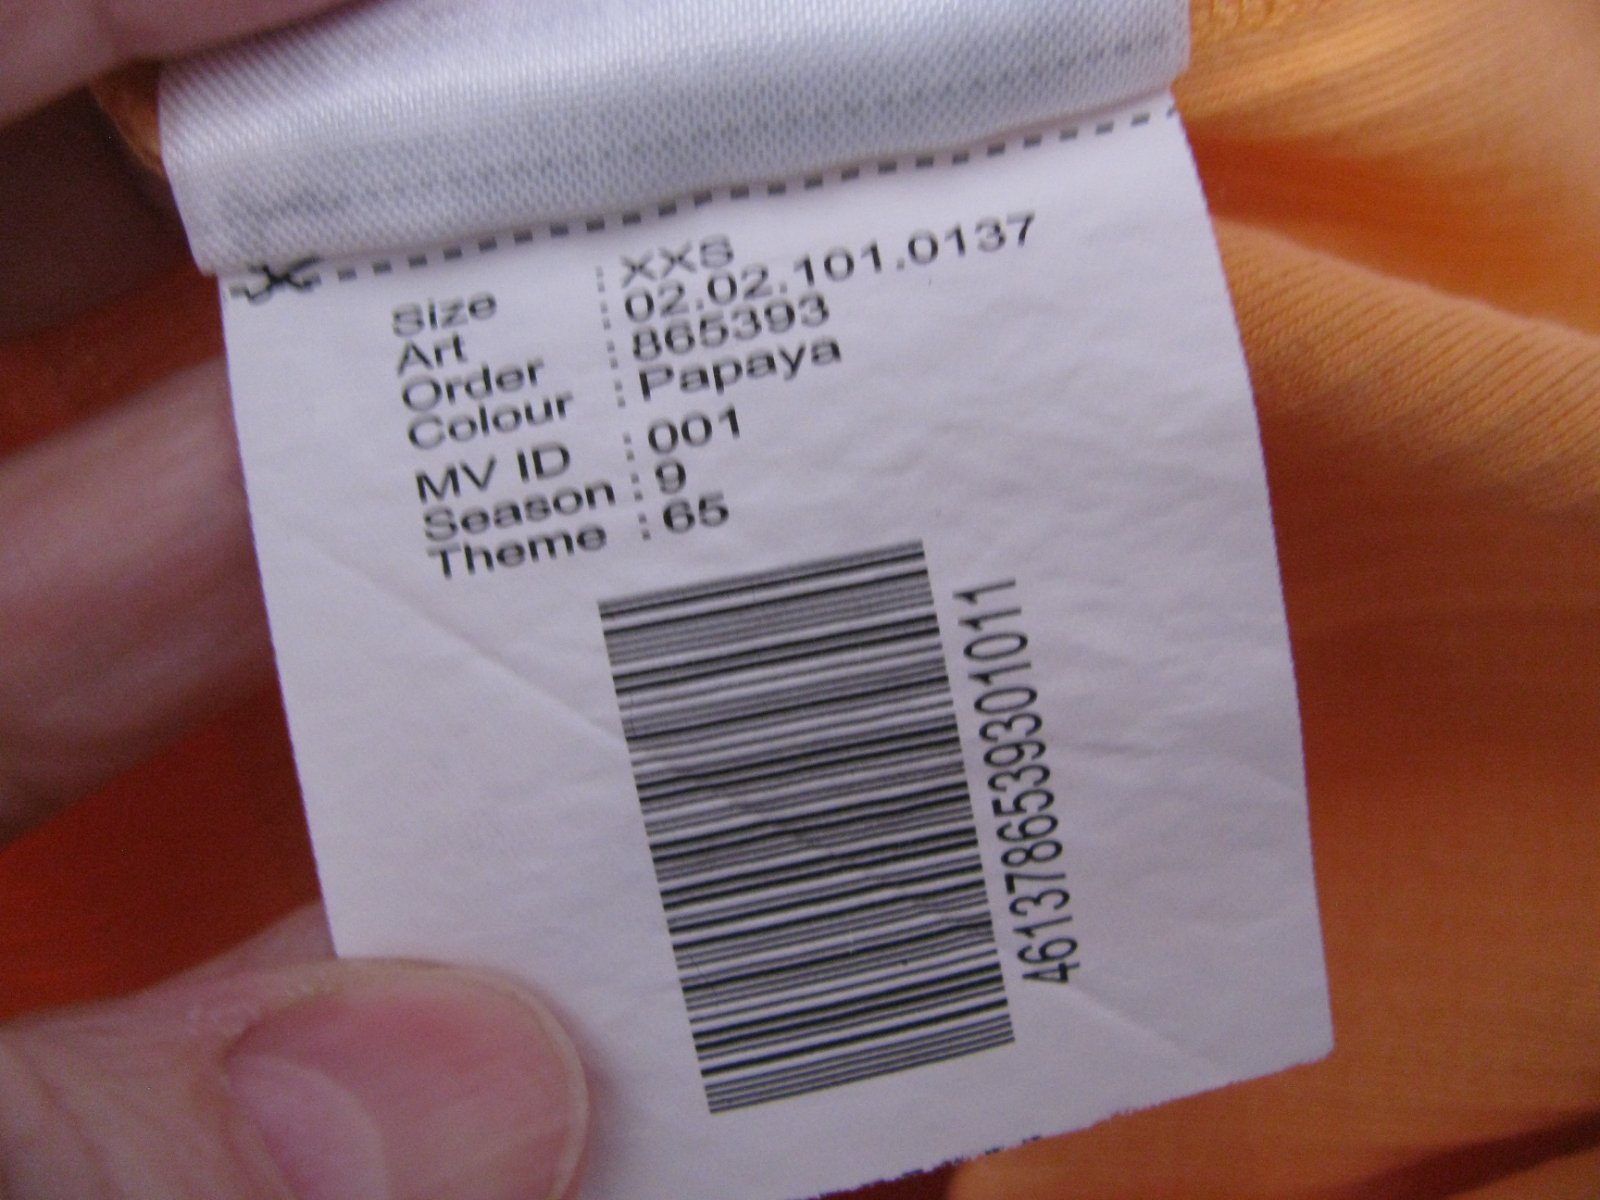 Size : XXS
Art : 02.02.101.0137
Order : 865393
Colour : Papaya
MV ID : 001
Season : 9
Theme : 65
4613786539301011